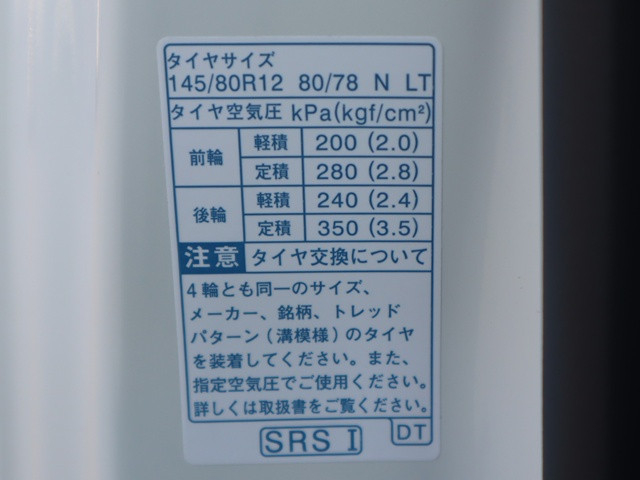 タイヤサイズ
145/80R12 80/78 N LT
タイヤ空気圧 kPa(kgf/cm²)
前輪 軽積 200 (2.0)
定積 280 (2.8)
後輪 軽積 240 (2.4)
定積 350 (3.5)
注意 タイヤ交換について
4輪とも同一のサイズ、
メーカー、銘柄、トレッド
パターン(溝模様)のタイヤ
を装着してください。また、
指定空気圧でご使用ください。
詳しくは取扱書をご覧ください。
SRS I DT